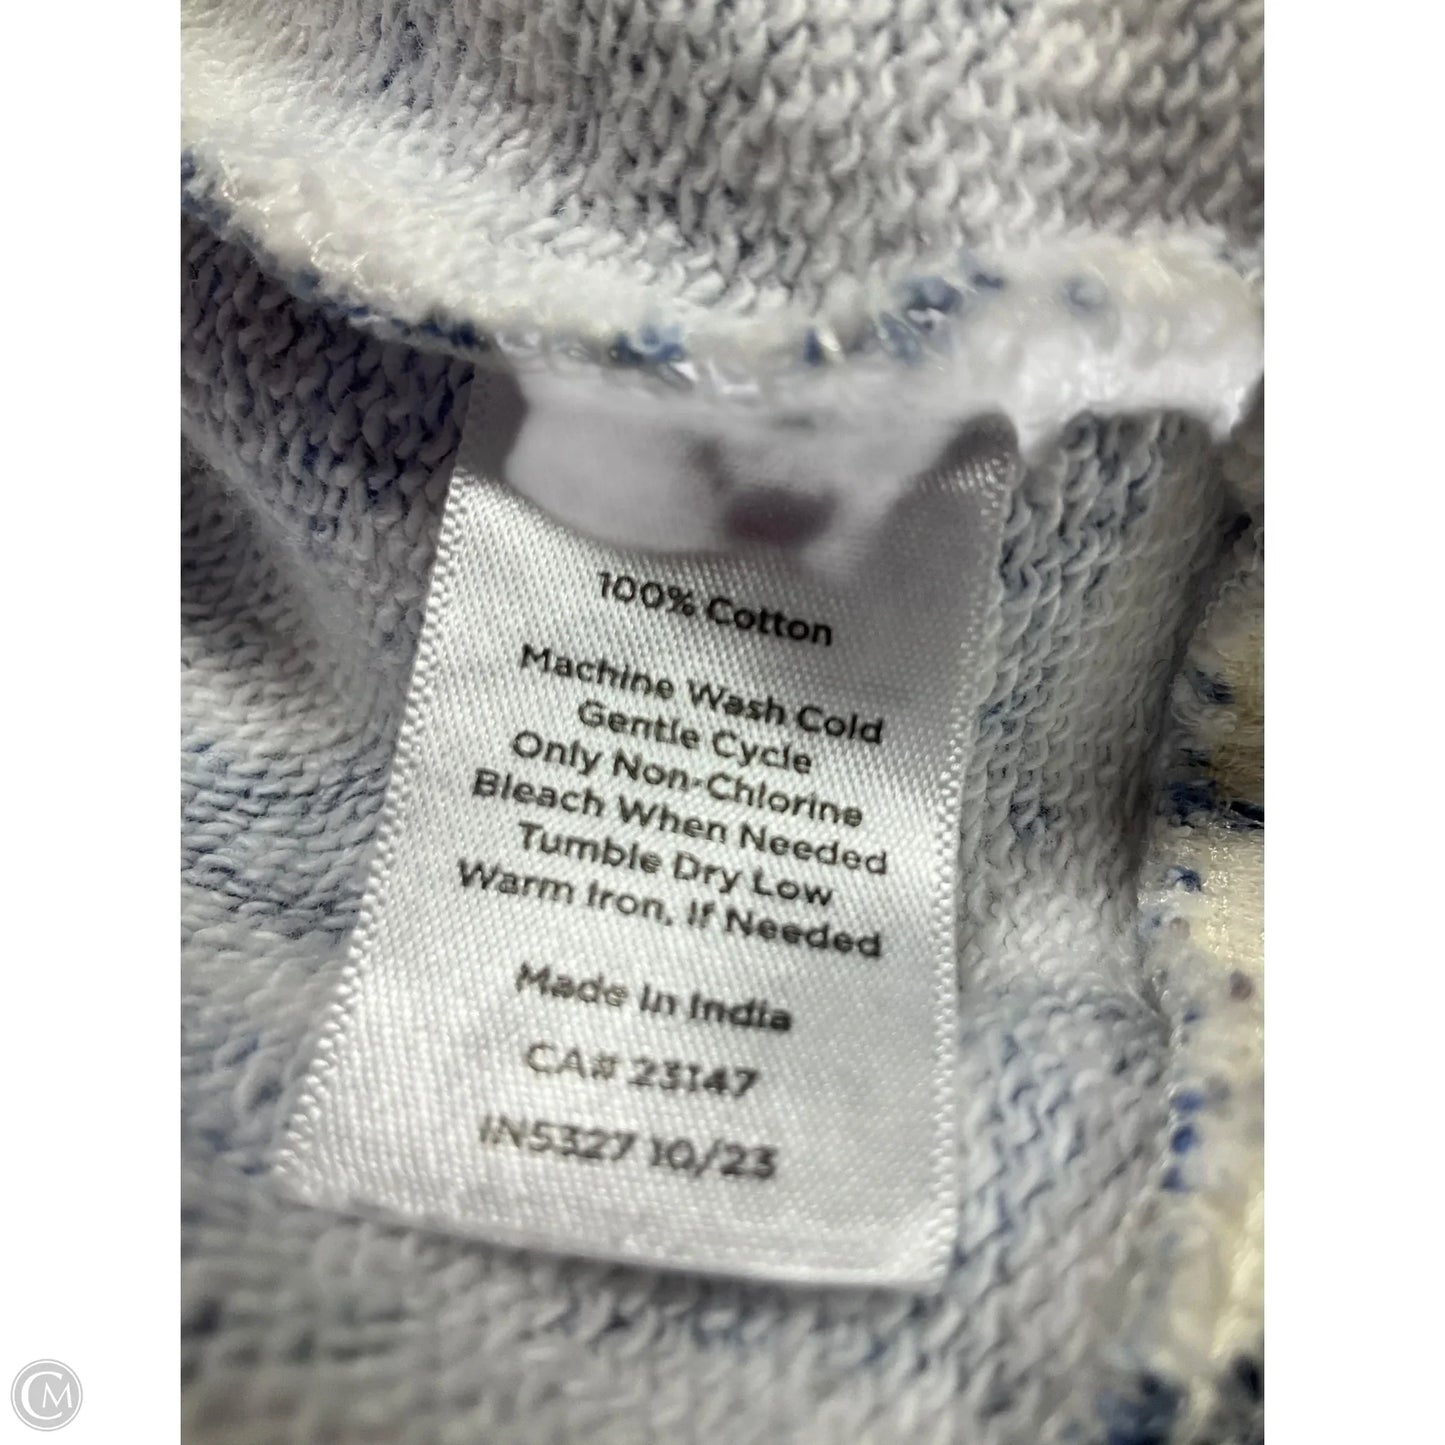 100% Cotton
Machine Wash Cold
Gentle Cycle
Only Non-Chlorine
Bleach When Needed
Tumble Dry Low
Warm Iron, If Needed
Made In India
CA# 23147
IN5327 10/23
CM